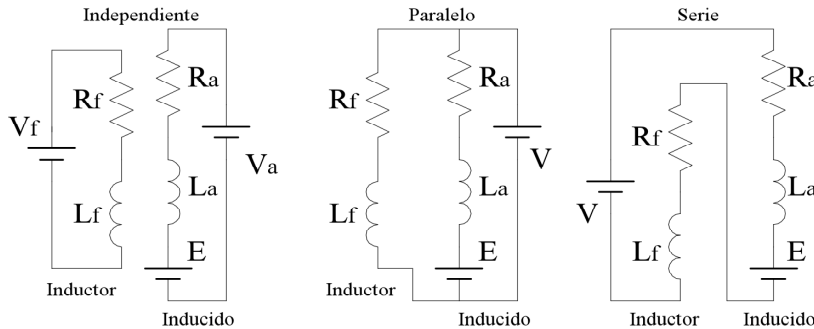 Independiente
Rf
Vf
Lf
Ra
La
Va
E
Inductor
Inducido
Paralelo
Rf
Ra
V
Lf
La
E
Inductor
Inducido
Serie
V
Rf
Lf
Ra
La
E
Inductor
Inducido